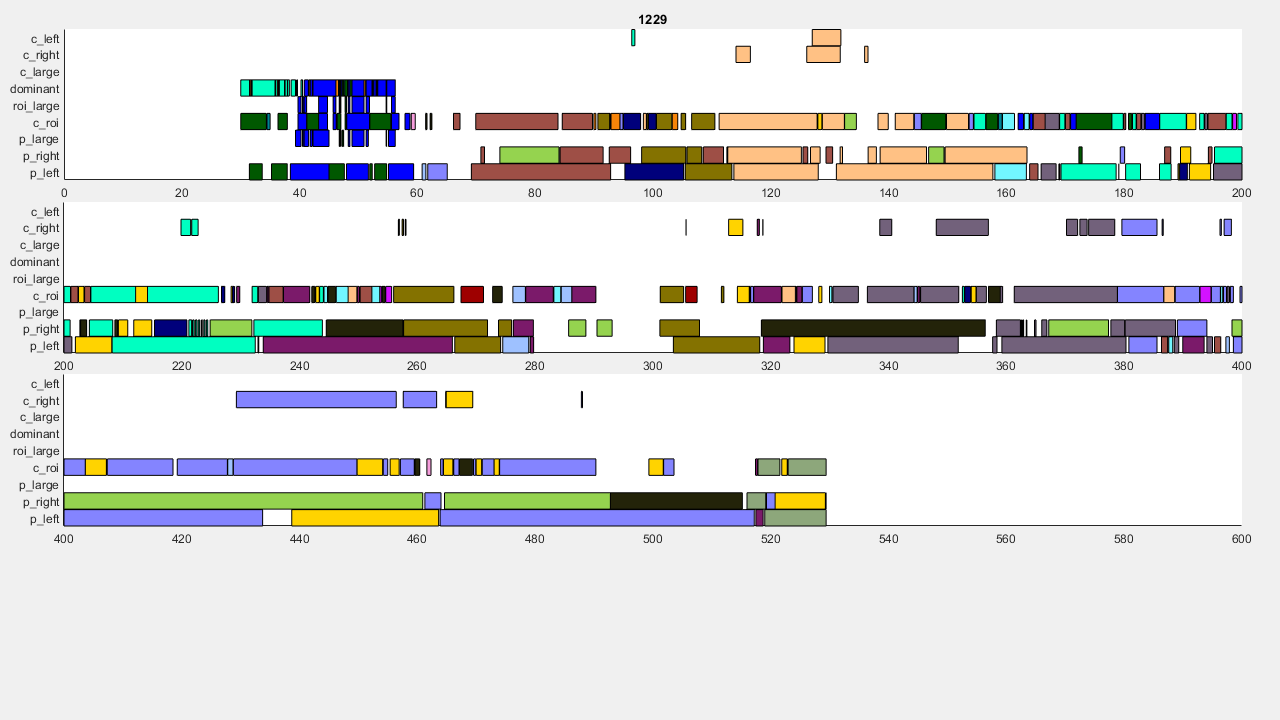 1229
c_left
c_right
c_large
dominant
roi_large
c_roi
p_large
p_right
p_left
0 20 40 60 80 100 120 140 160 180 200
c_left
c_right
c_large
dominant
roi_large
c_roi
p_large
p_right
p_left
200 220 240 260 280 300 320 340 360 380 400
c_left
c_right
c_large
dominant
roi_large
c_roi
p_large
p_right
p_left
400 420 440 460 480 500 520 540 560 580 600